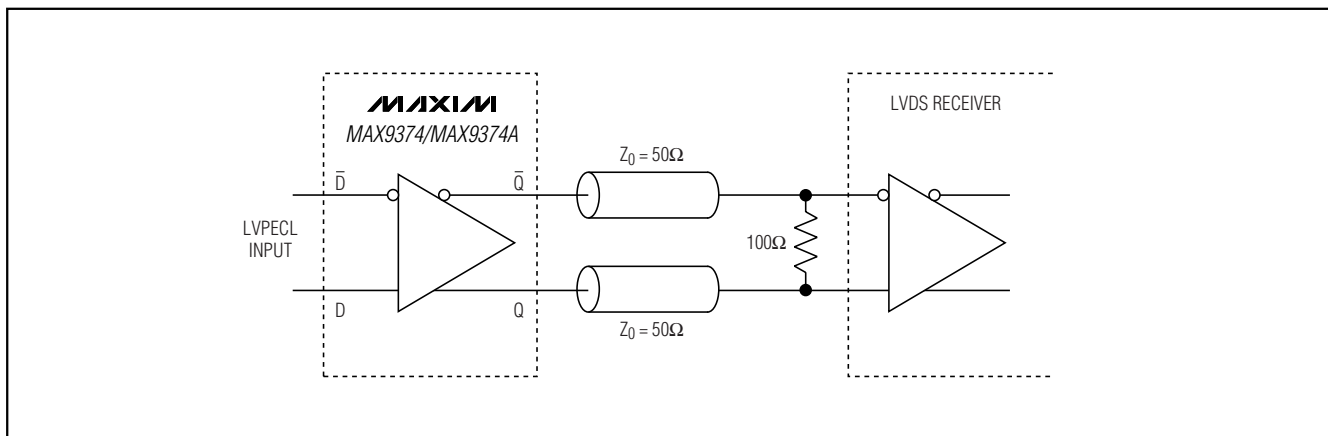 MAXIM
MAX9374/MAX9374A
LVDS RECEIVER
Z₀ = 50Ω
D̅
Q̅
LVPECL
INPUT
100Ω
D
Q
Z₀ = 50Ω